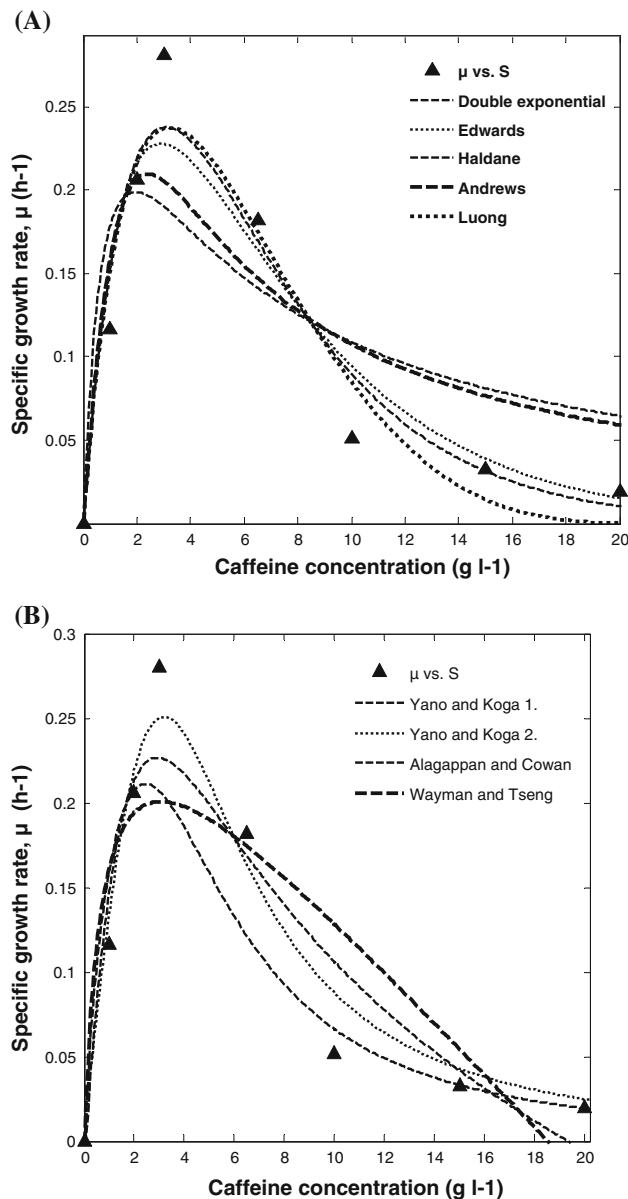 (A)
0.25
0.2
0.15
0.1
0.05
0 2 4 6 8 10 12 14 16 18 20
Specific growth rate, μ (h-1)
Caffeine concentration (g l-1)
μ vs. S
Double exponential
Edwards
Haldane
Andrews
Luong
(B)
0.3
0.25
0.2
0.15
0.1
0.05
0
0 2 4 6 8 10 12 14 16 18 20
Specific growth rate, μ (h-1)
Caffeine concentration (g l-1)
μ vs. S
Yano and Koga 1.
Yano and Koga 2.
Alagappan and Cowan
Wayman and Tseng